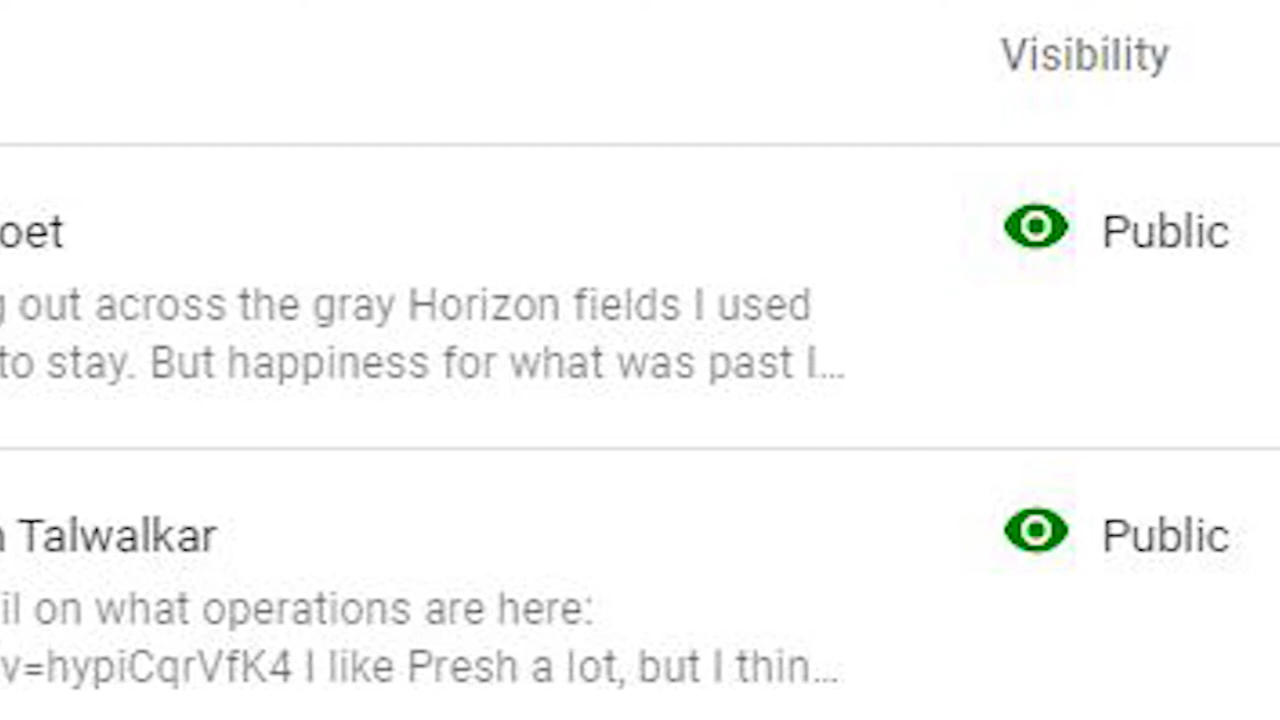 Visibility
oet
Public
g out across the gray Horizon fields I used
to stay. But happiness for what was past I...
Talwalkar
Public
il on what operations are here:
v=hypiCqrVfK4 I like Presh a lot, but I thin...